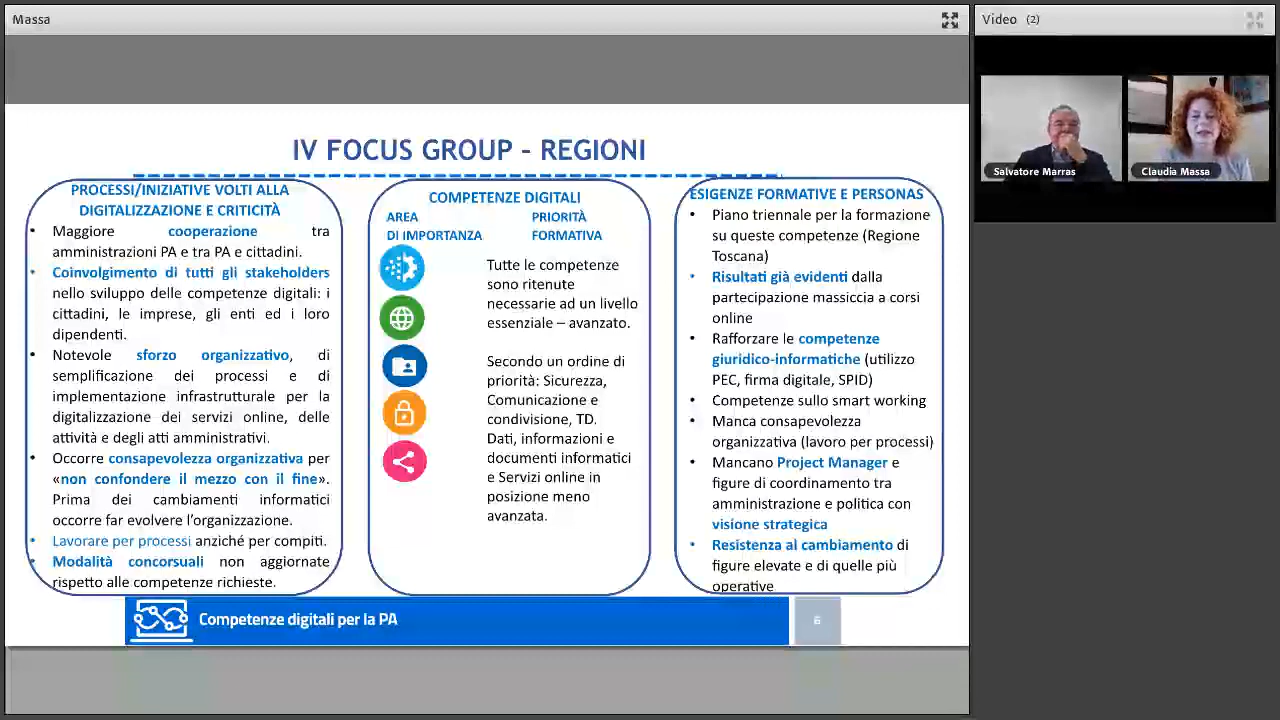 Massa
Video (2)
Salvatore Marras
Claudia Massa
IV FOCUS GROUP - REGIONI
PROCESSI/INIZIATIVE VOLTI ALLA
DIGITALIZZAZIONE E CRITICITÀ
• Maggiore cooperazione tra
amministrazioni PA e tra PA e cittadini.
• Coinvolgimento di tutti gli stakeholders
nello sviluppo delle competenze digitali: i
cittadini, le imprese, gli enti ed i loro
dipendenti.
• Notevole sforzo organizzativo, di
semplificazione dei processi e di
implementazione infrastrutturale per la
digitalizzazione dei servizi online, delle
attività e degli atti amministrativi.
• Occorre consapevolezza organizzativa per
«non confondere il mezzo con il fine».
Prima dei cambiamenti informatici
occorre far evolvere l'organizzazione.
• Lavorare per processi anziché per compiti.
• Modalità concorsuali non aggiornate
rispetto alle competenze richieste.
COMPETENZE DIGITALI
AREA
DI IMPORTANZA
PRIORITÀ
FORMATIVA
Tutte le competenze
sono ritenute
necessarie ad un livello
essenziale – avanzato.
Secondo un ordine di
priorità: Sicurezza,
Comunicazione e
condivisione, TD.
Dati, informazioni e
documenti informatici
e Servizi online in
posizione meno
avanzata.
ESIGENZE FORMATIVE E PERSONAS
• Piano triennale per la formazione
su queste competenze (Regione
Toscana)
• Risultati già evidenti dalla
partecipazione massiccia a corsi
online
• Rafforzare le competenze
giuridico-informatiche (utilizzo
PEC, firma digitale, SPID)
• Competenze sullo smart working
• Manca consapevolezza
organizzativa (lavoro per processi)
• Mancano Project Manager e
figure di coordinamento tra
amministrazione e politica con
visione strategica
• Resistenza al cambiamento di
figure elevate e di quelle più
operative
Competenze digitali per la PA
6